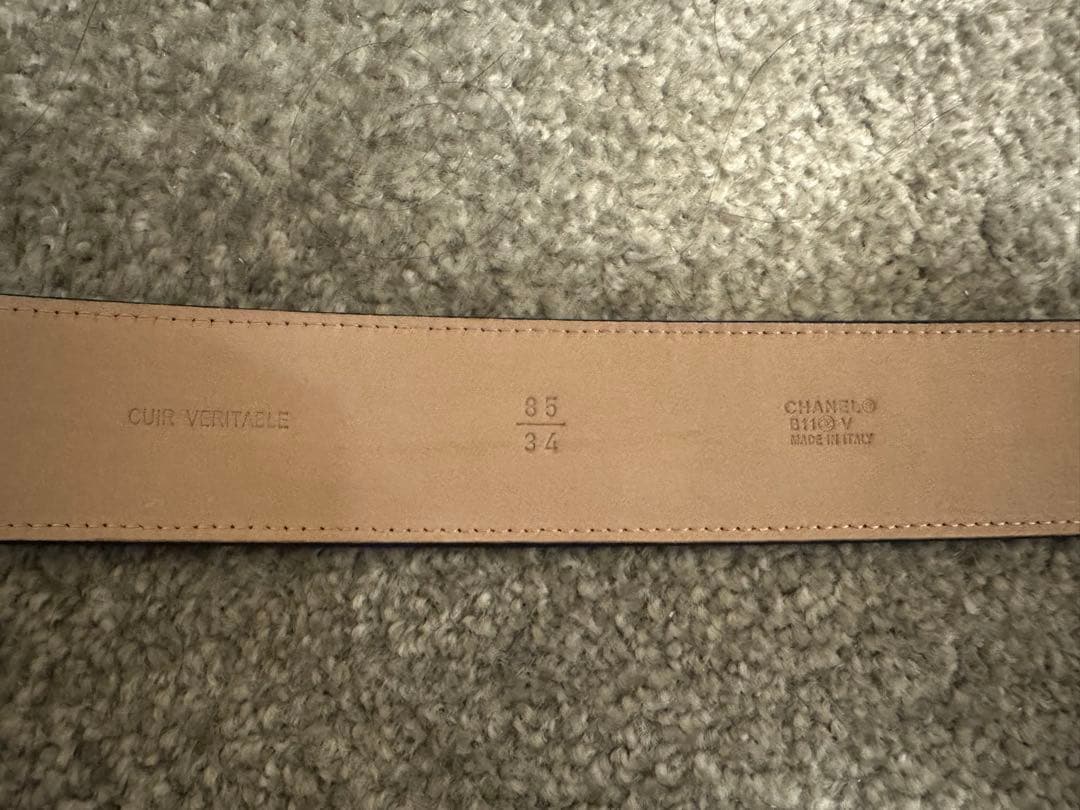 CUIR VERITABLE
85
34
CHANEL®
B11 Ⓒ V
MADE IN ITALY